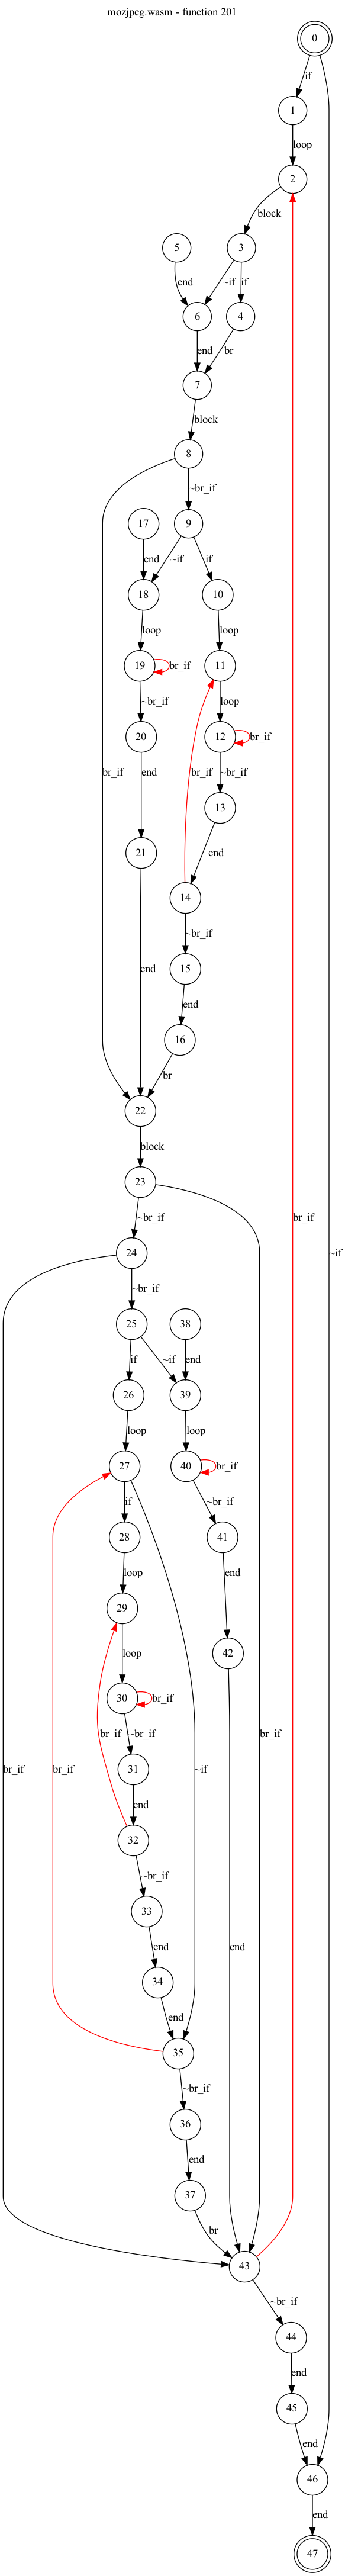 mozjpeg.wasm - function 201
0
if
1
loop
2
block
5
3
end
~if
if
6
4
end
br
7
block
8
~br_if
17
9
end
~if
if
18
10
loop
loop
19
br_if
11
~br_if
loop
br_if
20
br_if
12
br_if
end
~br_if
13
21
end
14
~br_if
end
15
end
16
br
22
block
br_if
~if
23
~br_if
24
~br_if
25
38
if
~if
end
26
39
loop
loop
27
40
br_if
if
~br_if
28
41
loop
end
29
loop
42
30
br_if
~br_if
br_if
br_if
br_if
31
br_if
~if
br_if
end
32
~br_if
33
end
end
34
end
35
~br_if
36
end
37
br
43
~br_if
44
end
45
end
46
end
47